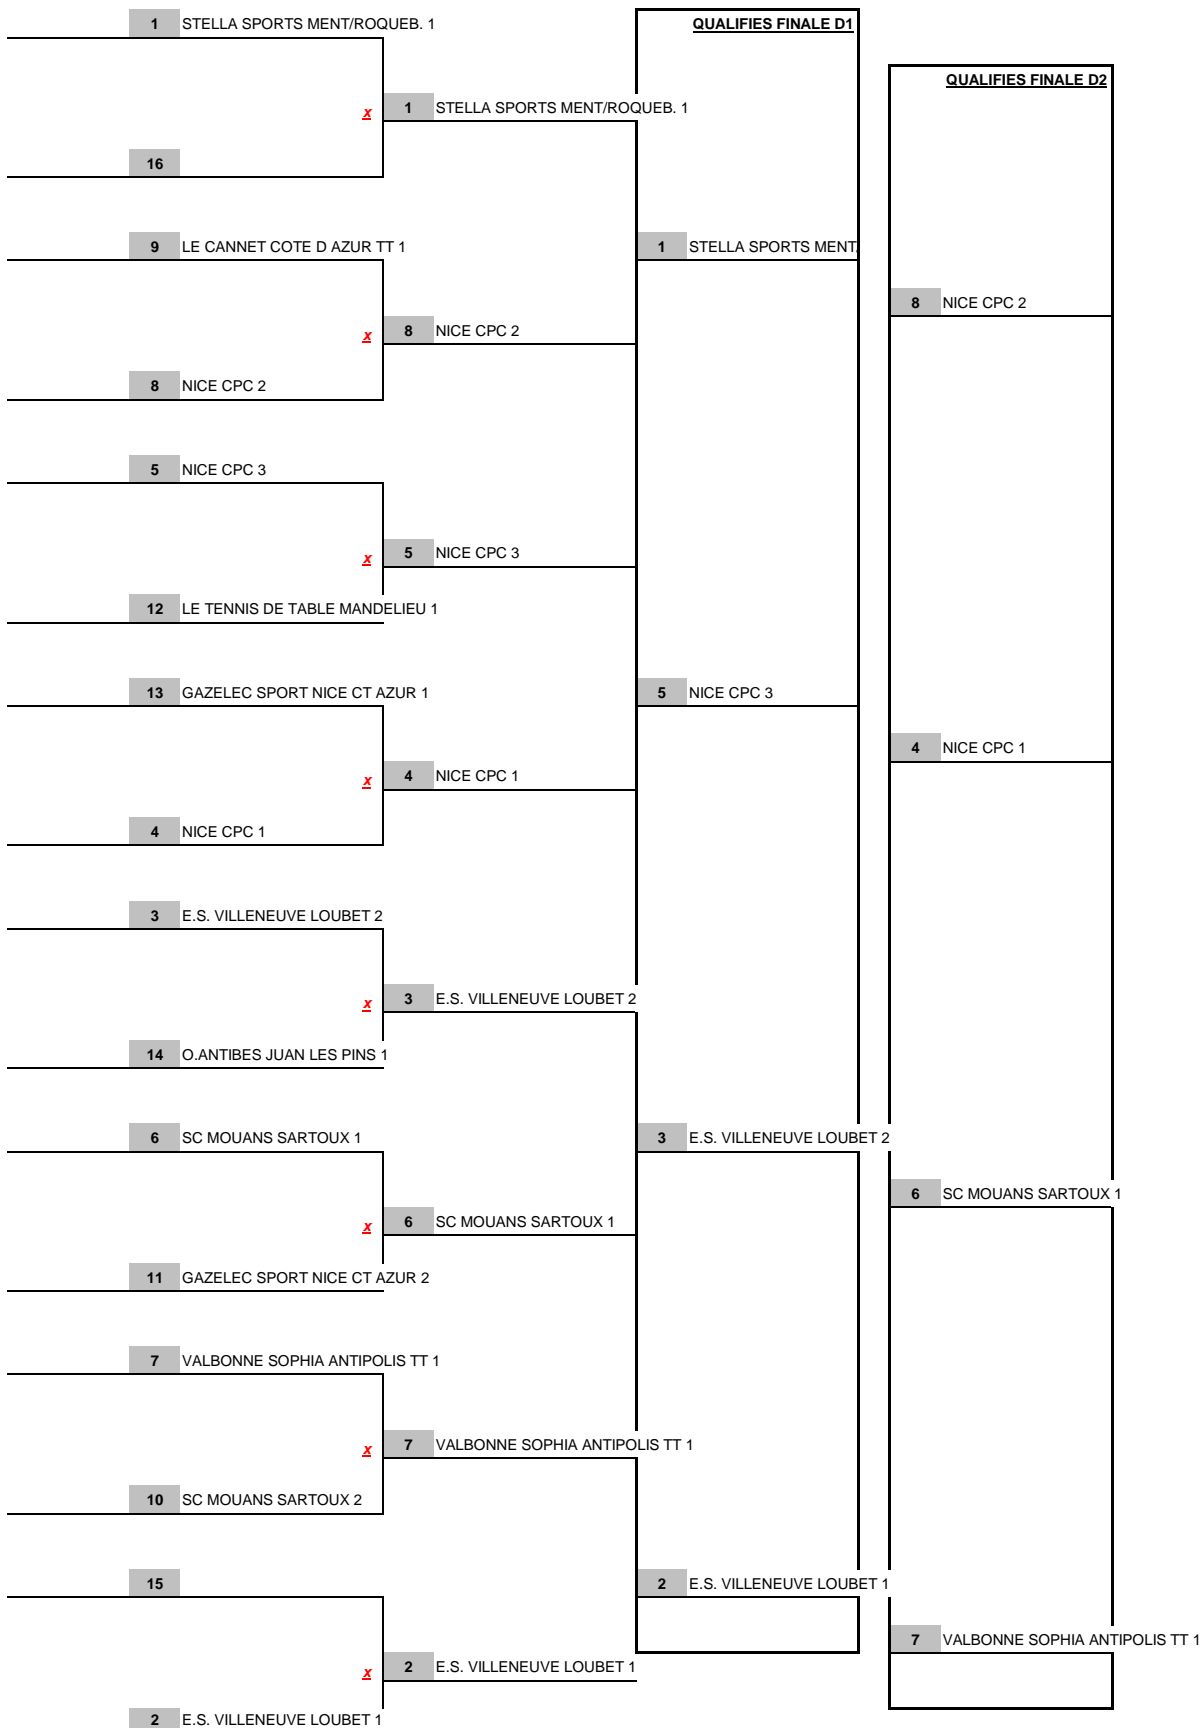 1 STELLA SPORTS MENT/ROQUEB. 1
QUALIFIES FINALE D1
QUALIFIES FINALE D2
x 1 STELLA SPORTS MENT/ROQUEB. 1
16
9 LE CANNET COTE D AZUR TT 1
1 STELLA SPORTS MENT/
8 NICE CPC 2
x 8 NICE CPC 2
8 NICE CPC 2
5 NICE CPC 3
x 5 NICE CPC 3
12 LE TENNIS DE TABLE MANDELIEU 1
13 GAZELEC SPORT NICE CT AZUR 1
5 NICE CPC 3
4 NICE CPC 1
x 4 NICE CPC 1
4 NICE CPC 1
3 E.S. VILLENEUVE LOUBET 2
x 3 E.S. VILLENEUVE LOUBET 2
14 O.ANTIBES JUAN LES PINS 1
6 SC MOUANS SARTOUX 1
3 E.S. VILLENEUVE LOUBET 2
6 SC MOUANS SARTOUX 1
x 6 SC MOUANS SARTOUX 1
11 GAZELEC SPORT NICE CT AZUR 2
7 VALBONNE SOPHIA ANTIPOLIS TT 1
x 7 VALBONNE SOPHIA ANTIPOLIS TT 1
10 SC MOUANS SARTOUX 2
15
2 E.S. VILLENEUVE LOUBET 1
7 VALBONNE SOPHIA ANTIPOLIS TT 1
x 2 E.S. VILLENEUVE LOUBET 1
2 E.S. VILLENEUVE LOUBET 1